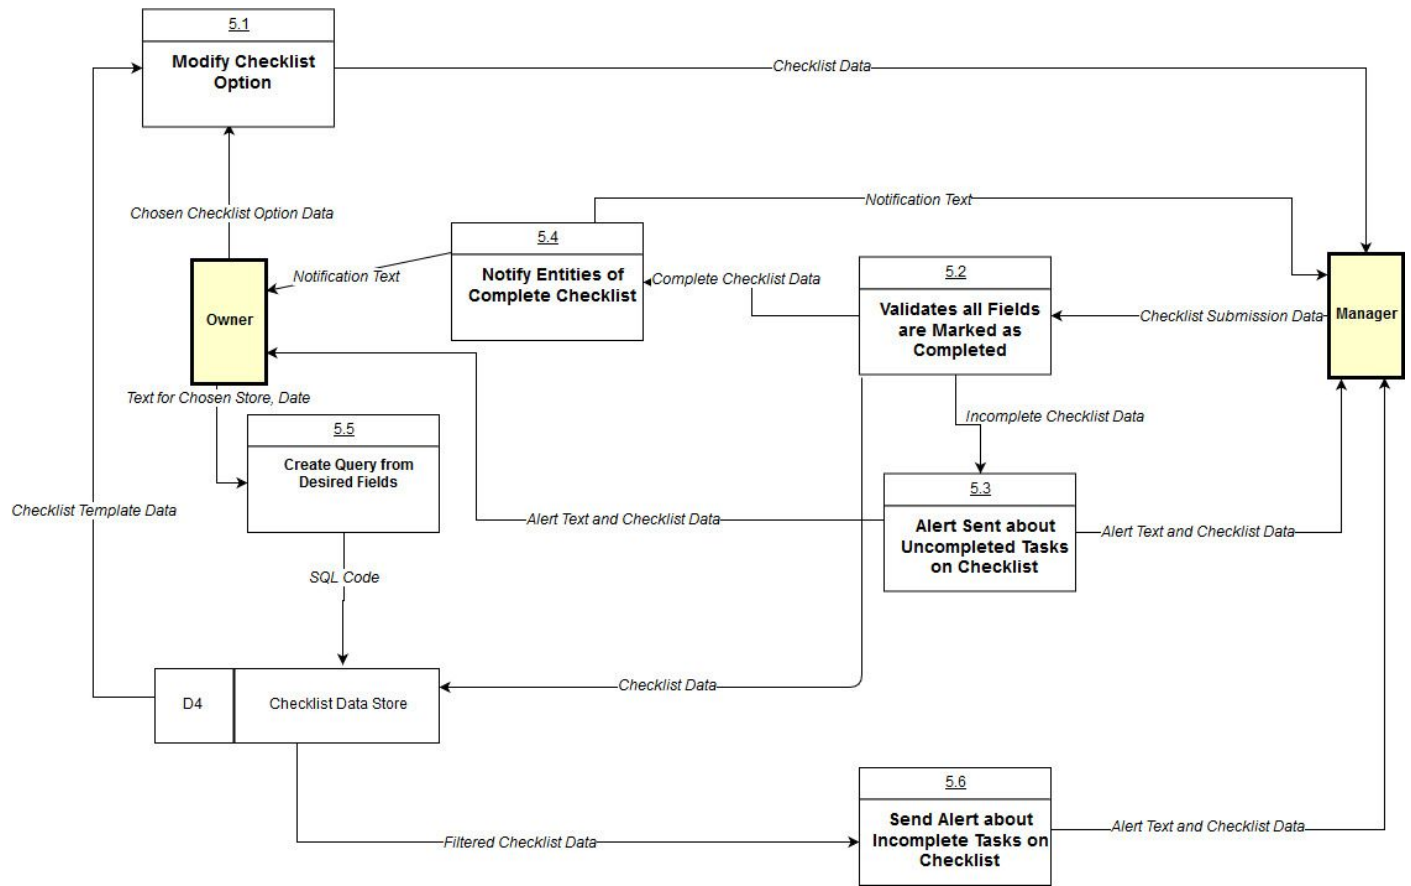 5.1
Modify Checklist
Option
Checklist Data
Chosen Checklist Option Data
Notification Text
5.4
Notify Entities of
Complete Checklist
Notification Text
Complete Checklist Data
5.2
Validates all Fields
are Marked as
Completed
Checklist Submission Data
Manager
Owner
Text for Chosen Store, Date
5.5
Create Query from
Desired Fields
Incomplete Checklist Data
5.3
Alert Sent about
Uncompleted Tasks
on Checklist
Checklist Template Data
Alert Text and Checklist Data
Alert Text and Checklist Data
SQL Code
D4
Checklist Data Store
Checklist Data
5.6
Send Alert about
Incomplete Tasks on
Checklist
Filtered Checklist Data
Alert Text and Checklist Data